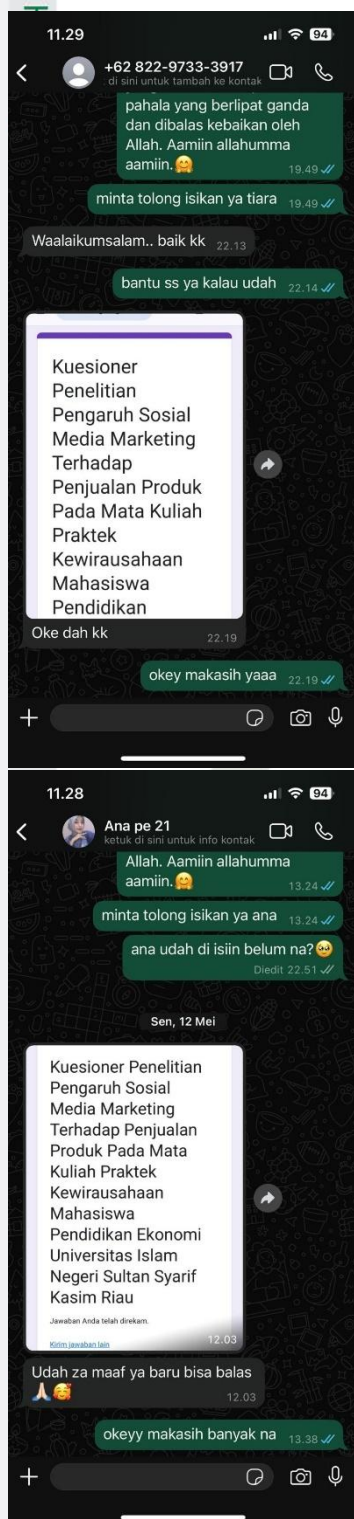 11.29
94
+62 822-9733-3917
di sini untuk tambah ke kontak
pahala yang berlipat ganda
dan dibalas kebaikan oleh
Allah. Aamiin allahumma
aamiin.🤗
19.49
minta tolong isikan ya tiara 19.49
Waalaikumsalam.. baik kk 22.13
bantu ss ya kalau udah 22.14
Kuesioner
Penelitian
Pengaruh Sosial
Media Marketing
Terhadap
Penjualan Produk
Pada Mata Kuliah
Praktek
Kewirausahaan
Mahasiswa
Pendidikan
Oke dah kk
22.19
okey makasih yaaa 22.19
11.28
94
Ana pe 21
ketuk di sini untuk info kontak
Allah. Aamiin allahumma
aamiin.🤗
13.24
minta tolong isikan ya ana 13.24
ana udah di isiin belum na?🥹
Diedit 22.51
Sen, 12 Mei
Kuesioner Penelitian
Pengaruh Sosial
Media Marketing
Terhadap Penjualan
Produk Pada Mata
Kuliah Praktek
Kewirausahaan
Mahasiswa
Pendidikan Ekonomi
Universitas Islam
Negeri Sultan Syarif
Kasim Riau
Jawaban Anda telah direkam.
Kirim jawaban lain
12.03
Udah za maaf ya baru bisa balas
🙏🏻🥰
12.03
okeyy makasih banyak na 13.38